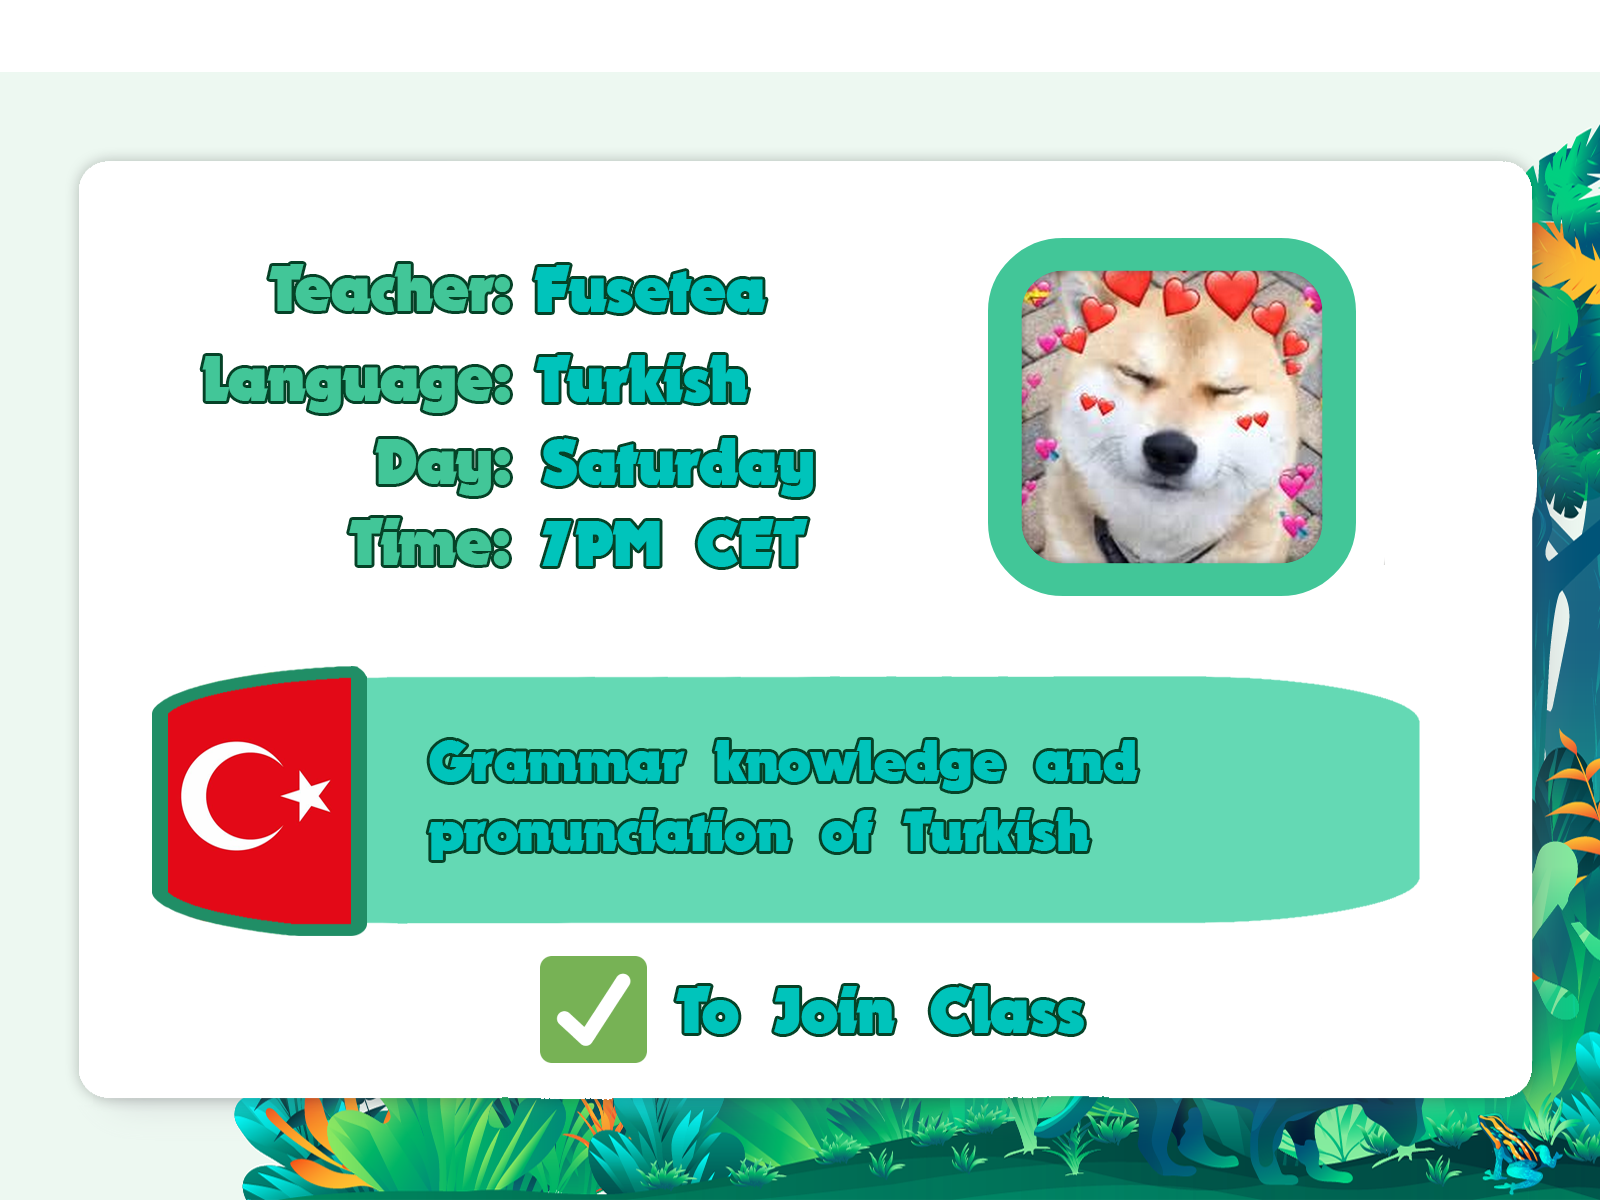 Teacher: Fusetea
Language: Turkish
Day: Saturday
Time: 7PM CET
Grammar knowledge and
pronunciation of Turkish
To Join Class